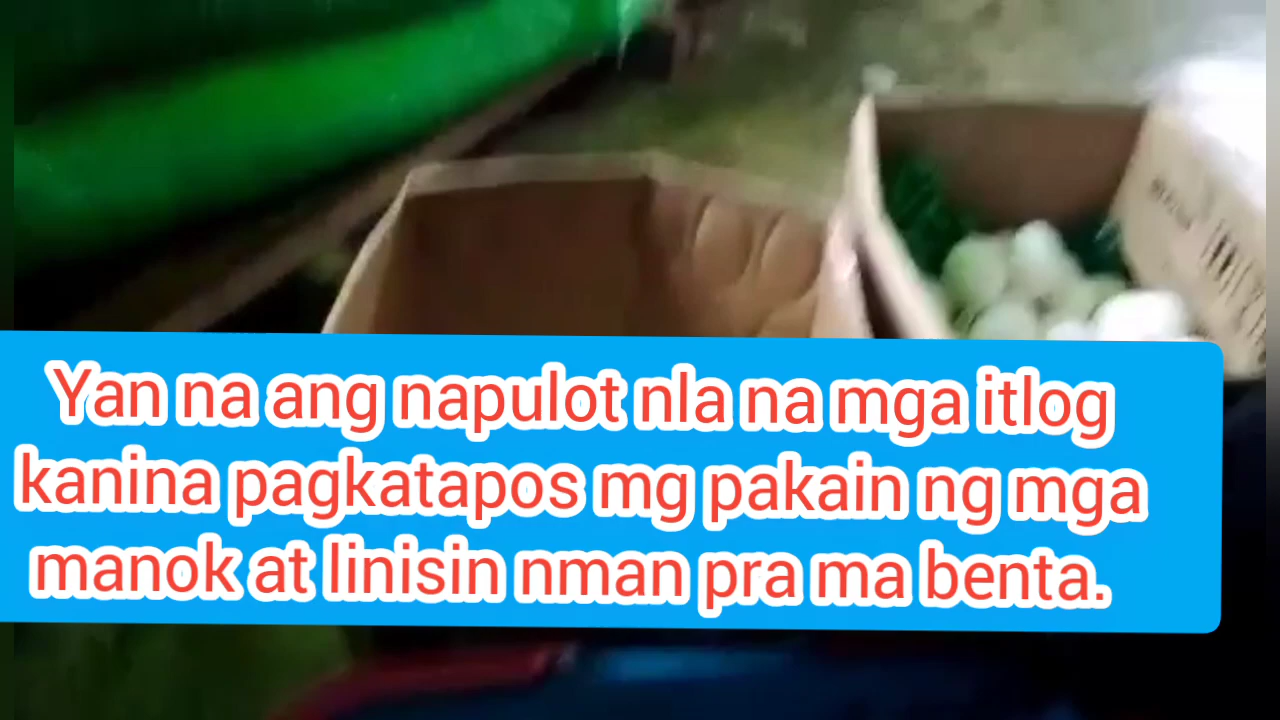 Yan na ang napulot nla na mga itlog
kanina pagkatapos mg pakain ng mga
manok at linisin nman pra ma benta.